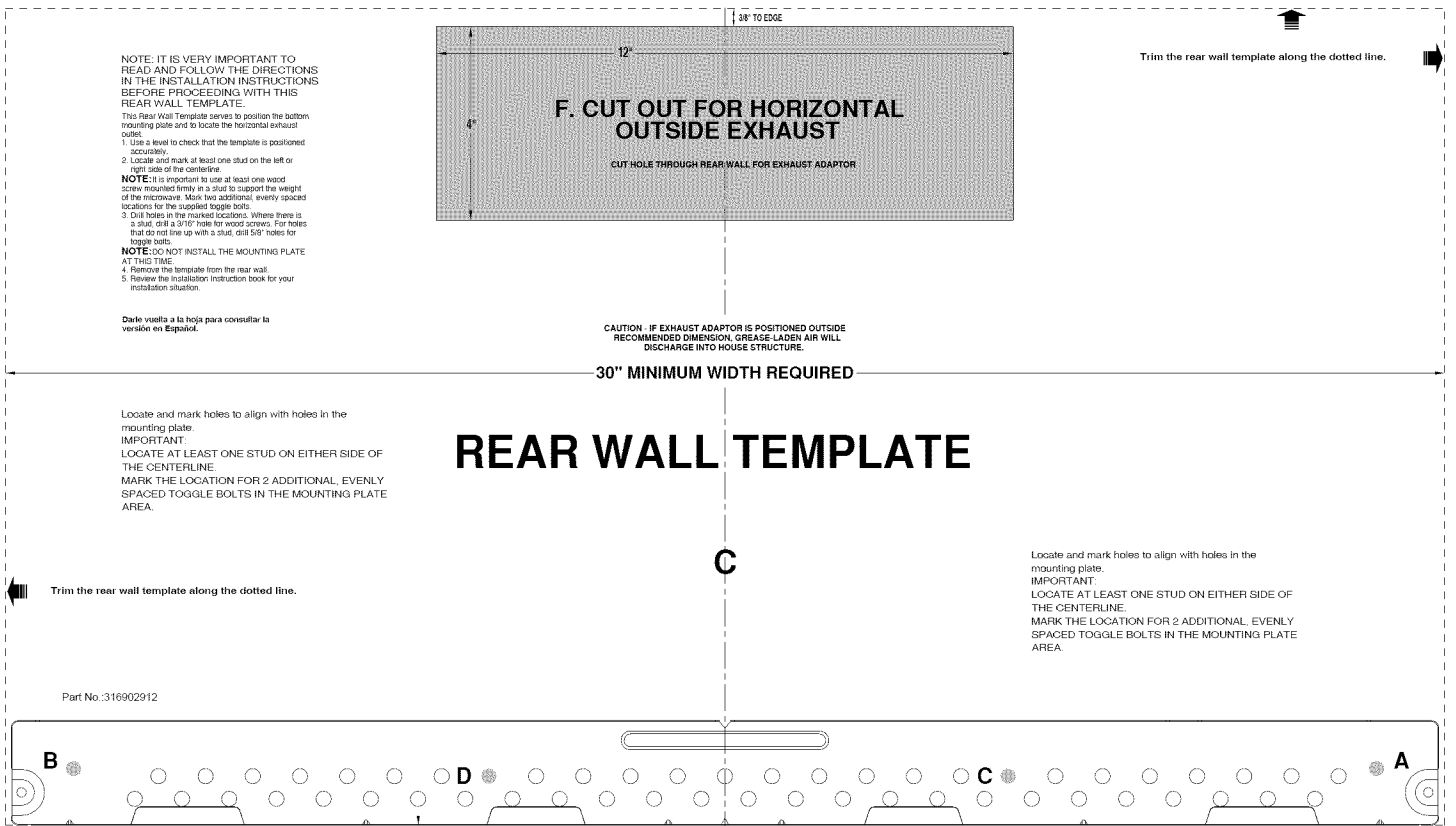 3/8" TO EDGE
12"
4"
F. CUT OUT FOR HORIZONTAL
OUTSIDE EXHAUST
CUT HOLE THROUGH REAR WALL FOR EXHAUST ADAPTOR
Trim the rear wall template along the dotted line.
NOTE: IT IS VERY IMPORTANT TO
READ AND FOLLOW THE DIRECTIONS
IN THE INSTALLATION INSTRUCTIONS
BEFORE PROCEEDING WITH THIS
REAR WALL TEMPLATE.
This Rear Wall Template serves to position the bottom
mounting plate and to locate the horizontal exhaust
outlet.
1. Use a level to check that the template is positioned
accurately.
2. Locate and mark at least one stud on the left or
right side of the centerline.
NOTE: It is important to use at least one wood
screw mounted firmly in a stud to support the weight
of the microwave. Mark two additional, evenly spaced
locations for the supplied toggle bolts.
3. Drill holes in the marked locations. Where there is
a stud, drill a 3/16" hole for wood screws. For holes
that do not line up with a stud, drill 5/8" holes for
toggle bolts.
NOTE: DO NOT INSTALL THE MOUNTING PLATE
AT THIS TIME.
4. Remove the template from the rear wall.
5. Review the Installation Instruction book for your
installation situation.
Darle vuelta a la hoja para consultar la
versión en Español.
CAUTION - IF EXHAUST ADAPTOR IS POSITIONED OUTSIDE
RECOMMENDED DIMENSION, GREASE-LADEN AIR WILL
DISCHARGE INTO HOUSE STRUCTURE.
30" MINIMUM WIDTH REQUIRED
Locate and mark holes to align with holes in the
mounting plate.
IMPORTANT:
LOCATE AT LEAST ONE STUD ON EITHER SIDE OF
THE CENTERLINE.
MARK THE LOCATION FOR 2 ADDITIONAL, EVENLY
SPACED TOGGLE BOLTS IN THE MOUNTING PLATE
AREA.
REAR WALL TEMPLATE
C
Trim the rear wall template along the dotted line.
Locate and mark holes to align with holes in the
mounting plate.
IMPORTANT:
LOCATE AT LEAST ONE STUD ON EITHER SIDE OF
THE CENTERLINE.
MARK THE LOCATION FOR 2 ADDITIONAL, EVENLY
SPACED TOGGLE BOLTS IN THE MOUNTING PLATE
AREA.
Part No.:316902912
B
D
C
A